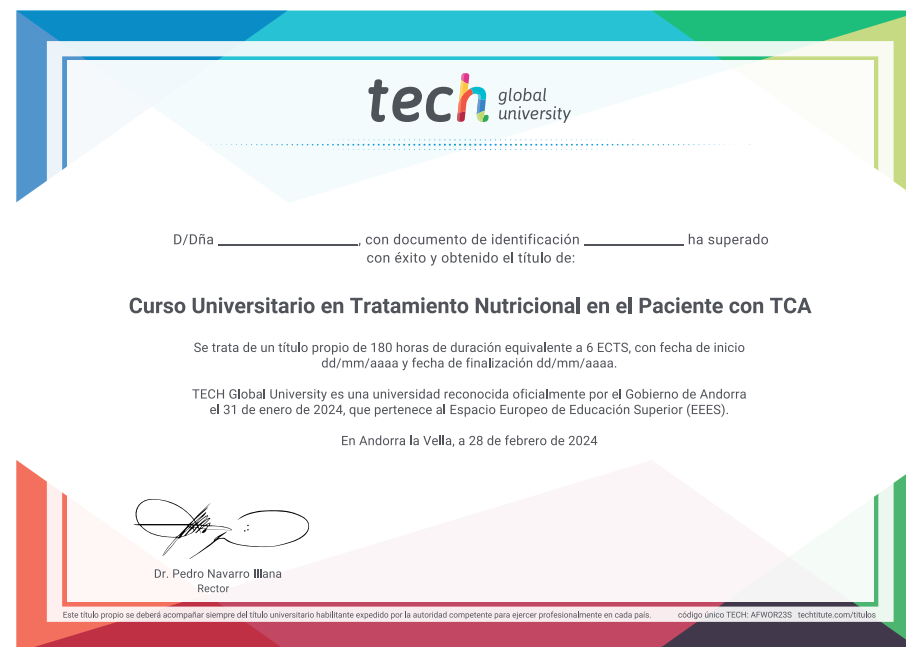 tech global university
D/Dña ____________________, con documento de identificación ______________ ha superado
con éxito y obtenido el título de:
Curso Universitario en Tratamiento Nutricional en el Paciente con TCA
Se trata de un título propio de 180 horas de duración equivalente a 6 ECTS, con fecha de inicio
dd/mm/aaaa y fecha de finalización dd/mm/aaaa.
TECH Global University es una universidad reconocida oficialmente por el Gobierno de Andorra
el 31 de enero de 2024, que pertenece al Espacio Europeo de Educación Superior (EEES).
En Andorra la Vella, a 28 de febrero de 2024
Dr. Pedro Navarro Illana
Rector
Este título propio se deberá acompañar siempre del título universitario habilitante expedido por la autoridad competente para ejercer profesionalmente en cada país. código único TECH: AFWOR23S techtitute.com/titulos